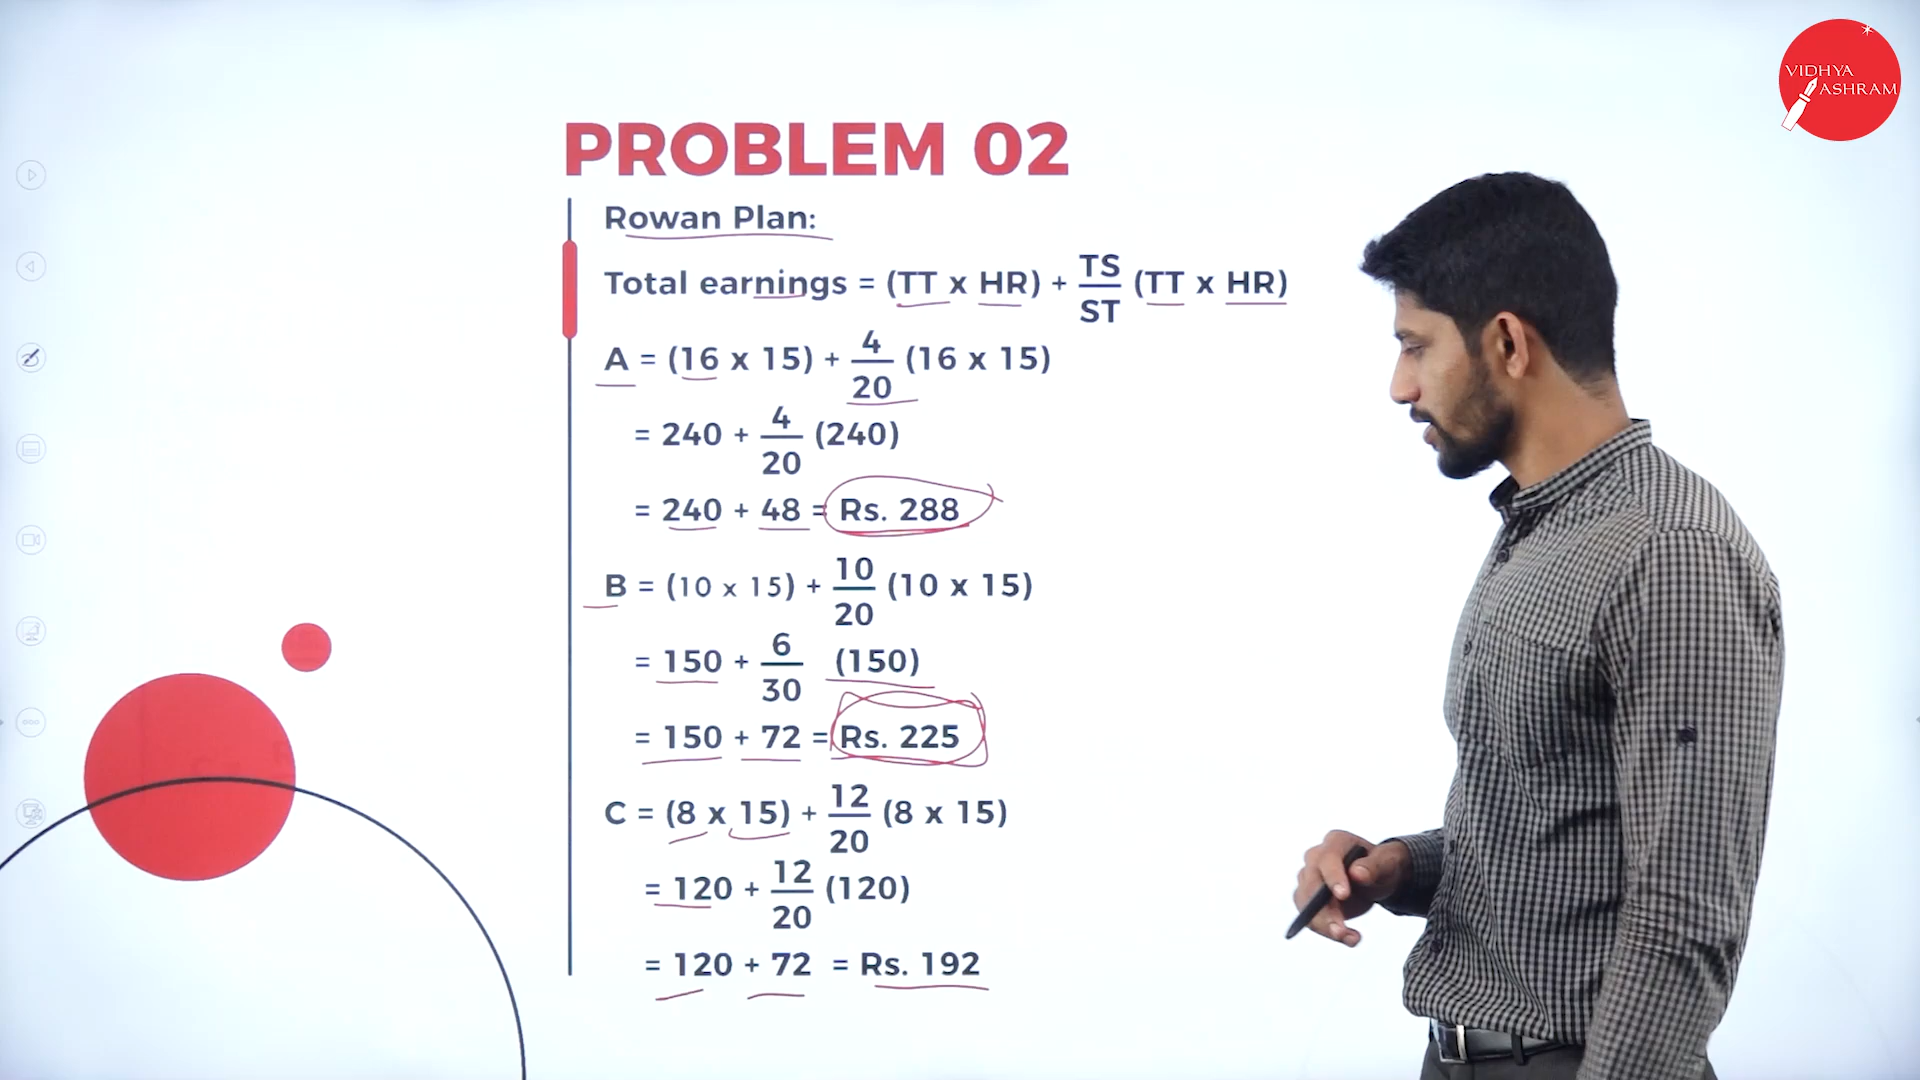 VIDHYA
ASHRAM
PROBLEM 02
Rowan Plan:
Total earnings = (TT x HR) + TS/ST (TT x HR)
A = (16 x 15) + 4/20 (16 x 15)
= 240 + 4/20 (240)
= 240 + 48 = Rs. 288
B = (10 x 15) + 10/20 (10 x 15)
= 150 + 6/30 (150)
= 150 + 72 = Rs. 225
C = (8 x 15) + 12/20 (8 x 15)
= 120 + 12/20 (120)
= 120 + 72 = Rs. 192